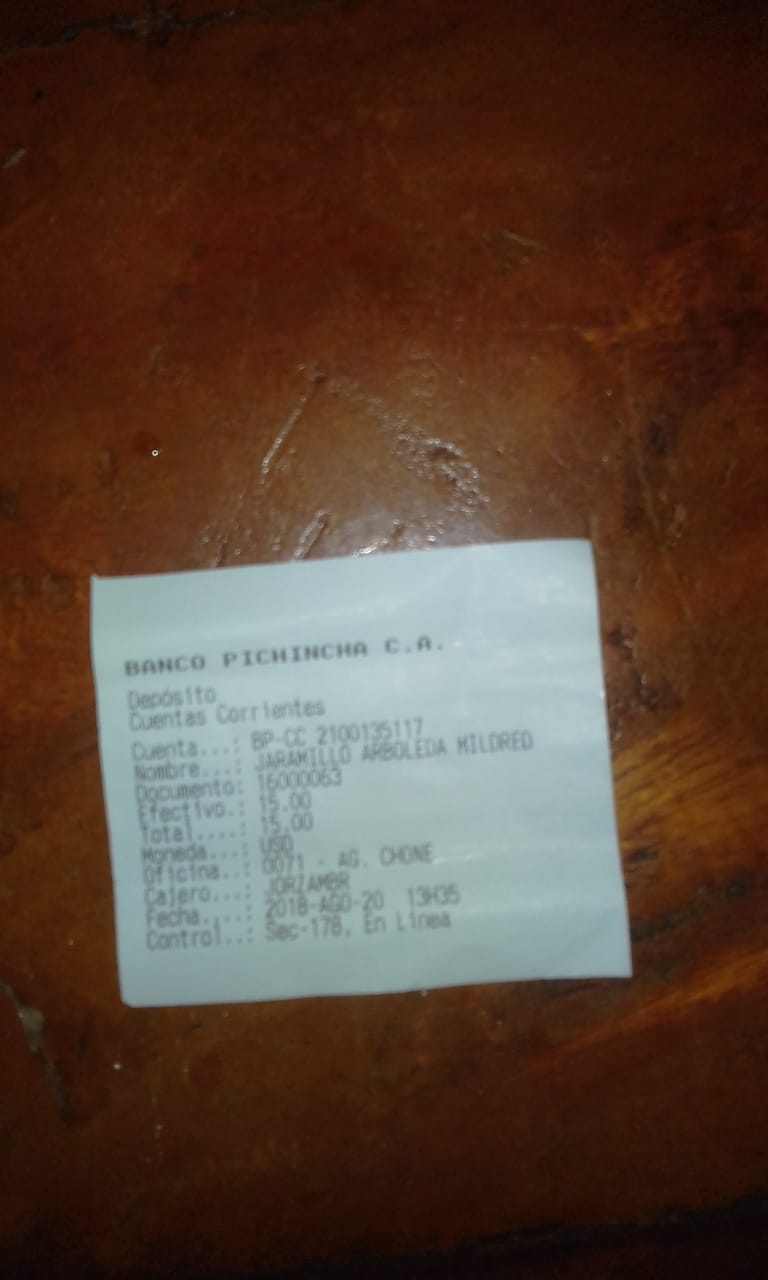 BANCO PICHINCHA C.A.
Depósito
Cuentas Corrientes
Cuenta...: BP-CC 2100135117
Nombre...: JARAMILLO ARBOLEDA MILDRED
Documento: 16000063
Efectivo.: 15.00
Total....: 15.00
Moneda...: USD
Oficina..: 0071 - AG. CHONE
Cajero...: JORZAMBR
Fecha....: 2018-AGO-20 13H35
Control..: Sec-178, En Línea